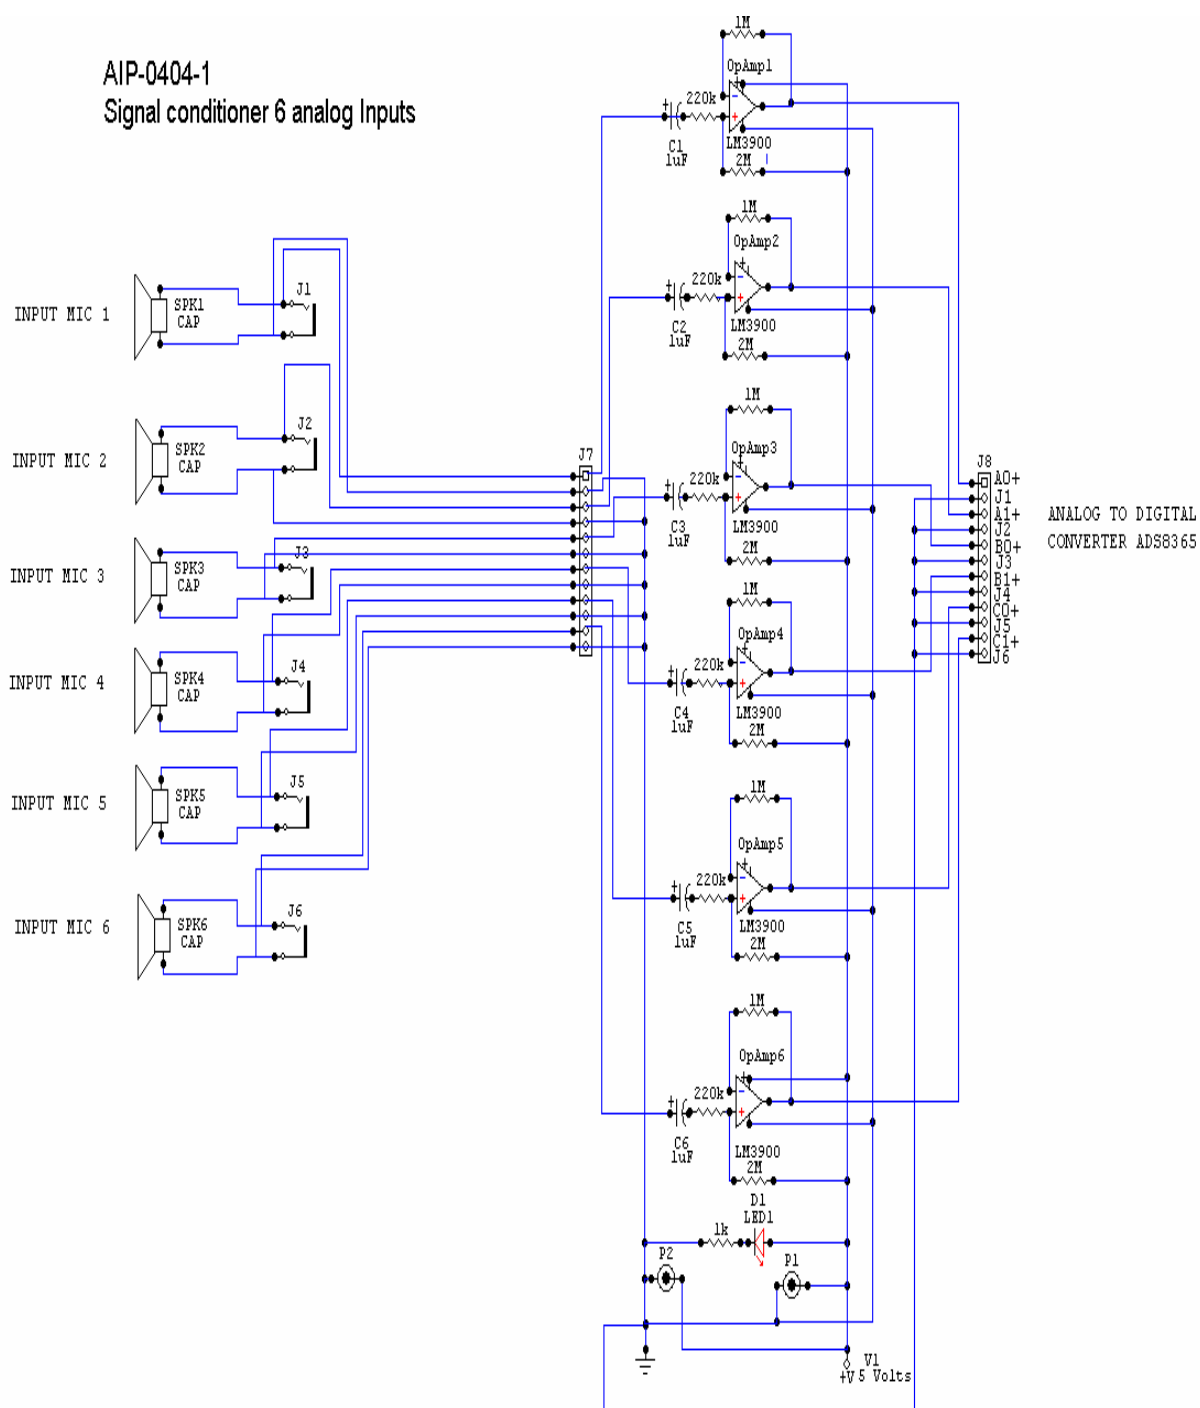 AIP-0404-1
Signal conditioner 6 analog Inputs
1M
OpAmp1
220k
C1
1uF
LM3900
2M
1M
OpAmp2
220k
C2
1uF
LM3900
2M
INPUT MIC 1
SPK1
CAP
J1
INPUT MIC 2
SPK2
CAP
J2
1M
OpAmp3
220k
C3
1uF
LM3900
2M
J7
J8
A0+
J1
A1+
J2
B0+
J3
B1+
J4
C0+
J5
C1+
J6
ANALOG TO DIGITAL
CONVERTER ADS8365
INPUT MIC 3
SPK3
CAP
J3
1M
OpAmp4
220k
C4
1uF
LM3900
2M
INPUT MIC 4
SPK4
CAP
J4
INPUT MIC 5
SPK5
CAP
J5
1M
OpAmp5
220k
C5
1uF
LM3900
2M
INPUT MIC 6
SPK6
CAP
J6
1M
OpAmp6
220k
C6
1uF
LM3900
2M
D1
LED1
1k
P2
P1
V1
+V 5 Volts